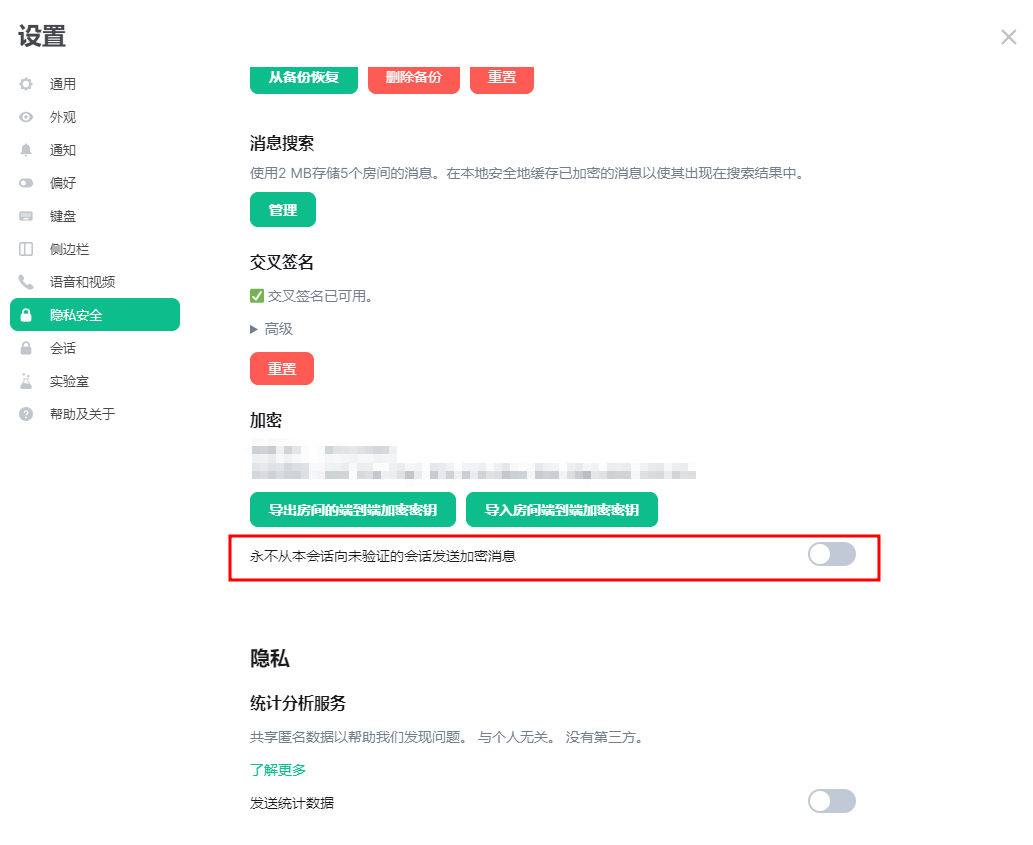 设置
通用
外观
通知
偏好
键盘
侧边栏
语音和视频
隐私安全
会话
实验室
帮助及关于
从备份恢复 删除备份 重置
消息搜索
使用2 MB存储5个房间的消息。在本地安全地缓存已加密的消息以使其出现在搜索结果中。
管理
交叉签名
✅ 交叉签名已可用。
▶ 高级
重置
加密
导出房间的端到端加密密钥 导入房间端到端加密密钥
永不从本会话向未验证的会话发送加密消息
隐私
统计分析服务
共享匿名数据以帮助我们发现问题。 与个人无关。 没有第三方。
了解更多
发送统计数据